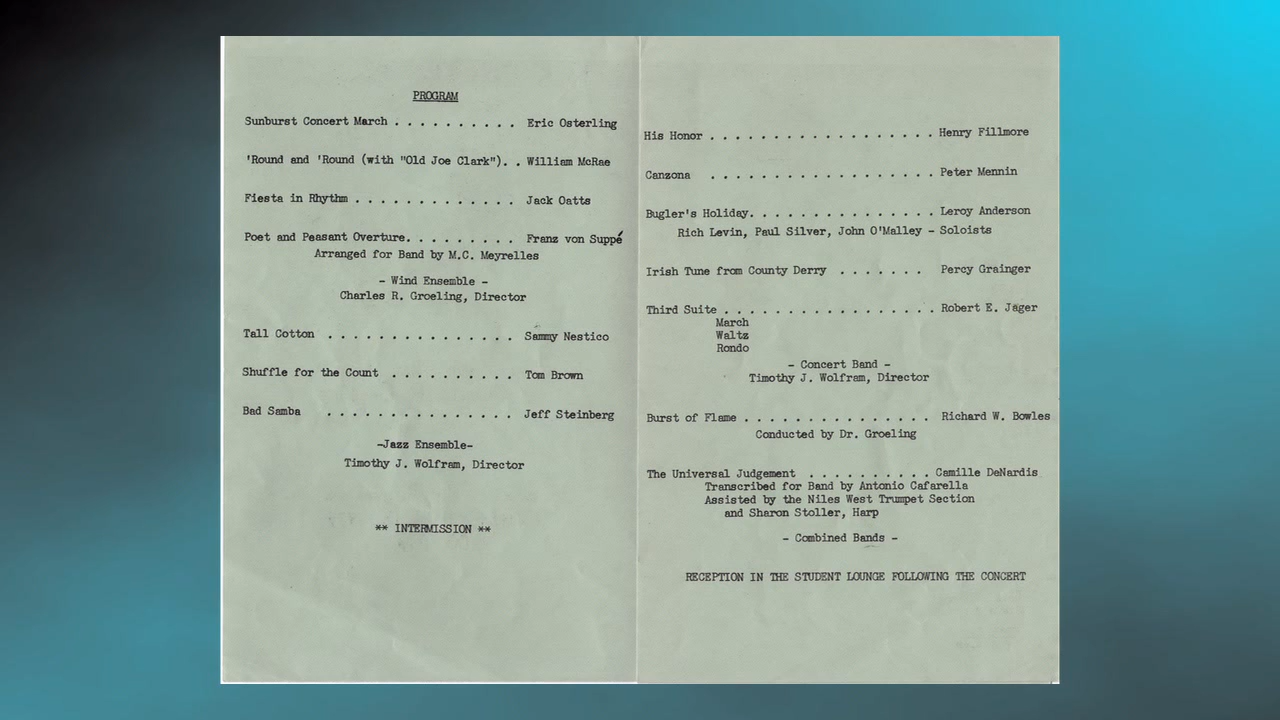 PROGRAM
Sunburst Concert March . . . . . . . . . . Eric Osterling
'Round and 'Round (with "Old Joe Clark"). . William McRae
Fiesta in Rhythm . . . . . . . . . . . . . Jack Oatts
Poet and Peasant Overture. . . . . . . . . Franz von Suppé
Arranged for Band by M.C. Meyrelles
- Wind Ensemble -
Charles R. Groeling, Director
Tall Cotton . . . . . . . . . . . . . . . Sammy Nestico
Shuffle for the Count . . . . . . . . . . Tom Brown
Bad Samba . . . . . . . . . . . . . . . Jeff Steinberg
-Jazz Ensemble-
Timothy J. Wolfram, Director
** INTERMISSION **
His Honor . . . . . . . . . . . . . . . . . . Henry Fillmore
Canzona . . . . . . . . . . . . . . . . . . Peter Mennin
Bugler's Holiday. . . . . . . . . . . . . . . Leroy Anderson
Rich Levin, Paul Silver, John O'Malley - Soloists
Irish Tune from County Derry . . . . . . . Percy Grainger
Third Suite . . . . . . . . . . . . . . . . . Robert E. Jager
March
Waltz
Rondo
- Concert Band -
Timothy J. Wolfram, Director
Burst of Flame . . . . . . . . . . . . . . . Richard W. Bowles
Conducted by Dr. Groeling
The Universal Judgement . . . . . . . . . . Camille DeNardis
Transcribed for Band by Antonio Cafarella
Assisted by the Niles West Trumpet Section
and Sharon Stoller, Harp
- Combined Bands -
RECEPTION IN THE STUDENT LOUNGE FOLLOWING THE CONCERT